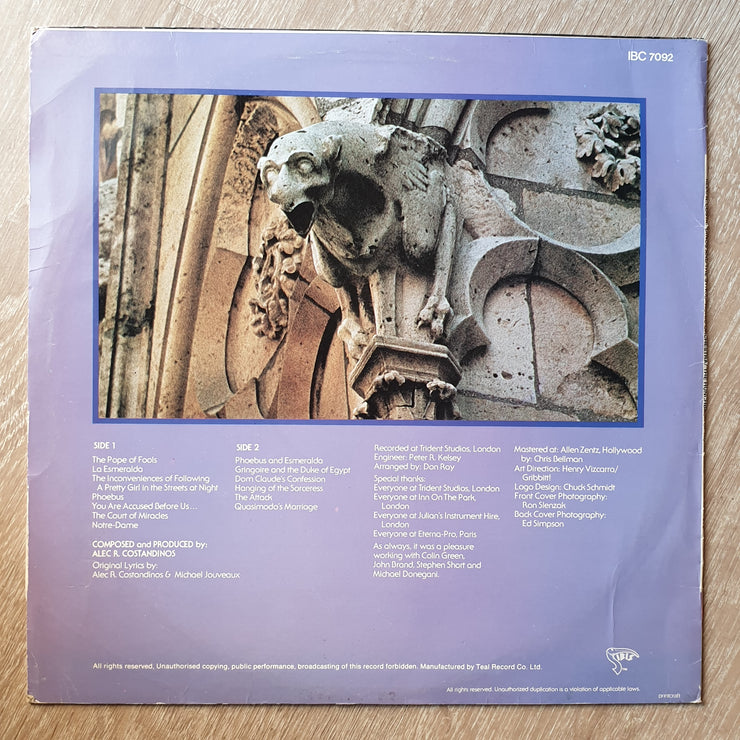 IBC 7092
SIDE 1
The Pope of Fools
La Esmeralda
The Inconveniences of Following
A Pretty Girl in the Streets at Night
Phoebus
You Are Accused Before Us...
The Court of Miracles
Notre-Dame
COMPOSED and PRODUCED by:
ALEC R. COSTANDINOS
Original Lyrics by:
Alec R. Costandinos & Michael Jouveaux
SIDE 2
Phoebus and Esmeralda
Gringoire and the Duke of Egypt
Dom Claude's Confession
Hanging of the Sorceress
The Attack
Quasimodo's Marriage
Recorded at Trident Studios, London
Engineer: Peter R. Kelsey
Arranged by: Don Ray
Special thanks:
Everyone at Trident Studios, London
Everyone at Inn On The Park,
London
Everyone at Julian's Instrument Hire,
London
Everyone at Eterna-Pro, Paris
As always, it was a pleasure
working with Colin Green,
John Brand, Stephen Short and
Michael Donegani.
Mastered at: Allen Zentz, Hollywood
by: Chris Bellman
Art Direction: Henry Vizcarra/
Gribbitt!
Logo Design: Chuck Schmidt
Front Cover Photography:
Ron Slenzak
Back Cover Photography:
Ed Simpson
All rights reserved, Unauthorised copying, public performance, broadcasting of this record forbidden. Manufactured by Teal Record Co. Ltd.
IBIS
All rights reserved. Unauthorized duplication is a violation of applicable laws.
printcraft